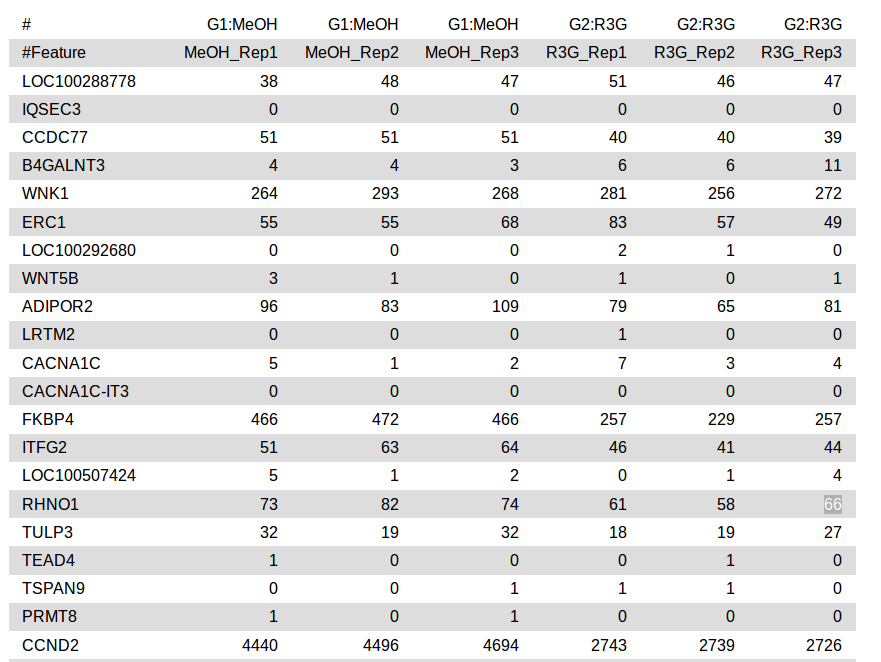 # G1:MeOH G1:MeOH G1:MeOH G2:R3G G2:R3G G2:R3G
#Feature MeOH_Rep1 MeOH_Rep2 MeOH_Rep3 R3G_Rep1 R3G_Rep2 R3G_Rep3
LOC100288778 38 48 47 51 46 47
IQSEC3 0 0 0 0 0 0
CCDC77 51 51 51 40 40 39
B4GALNT3 4 4 3 6 6 11
WNK1 264 293 268 281 256 272
ERC1 55 55 68 83 57 49
LOC100292680 0 0 0 2 1 0
WNT5B 3 1 0 1 0 1
ADIPOR2 96 83 109 79 65 81
LRTM2 0 0 0 1 0 0
CACNA1C 5 1 2 7 3 4
CACNA1C-IT3 0 0 0 0 0 0
FKBP4 466 472 466 257 229 257
ITFG2 51 63 64 46 41 44
LOC100507424 5 1 2 0 1 4
RHNO1 73 82 74 61 58 66
TULP3 32 19 32 18 19 27
TEAD4 1 0 0 0 1 0
TSPAN9 0 0 1 1 1 0
PRMT8 1 0 1 0 0 0
CCND2 4440 4496 4694 2743 2739 2726